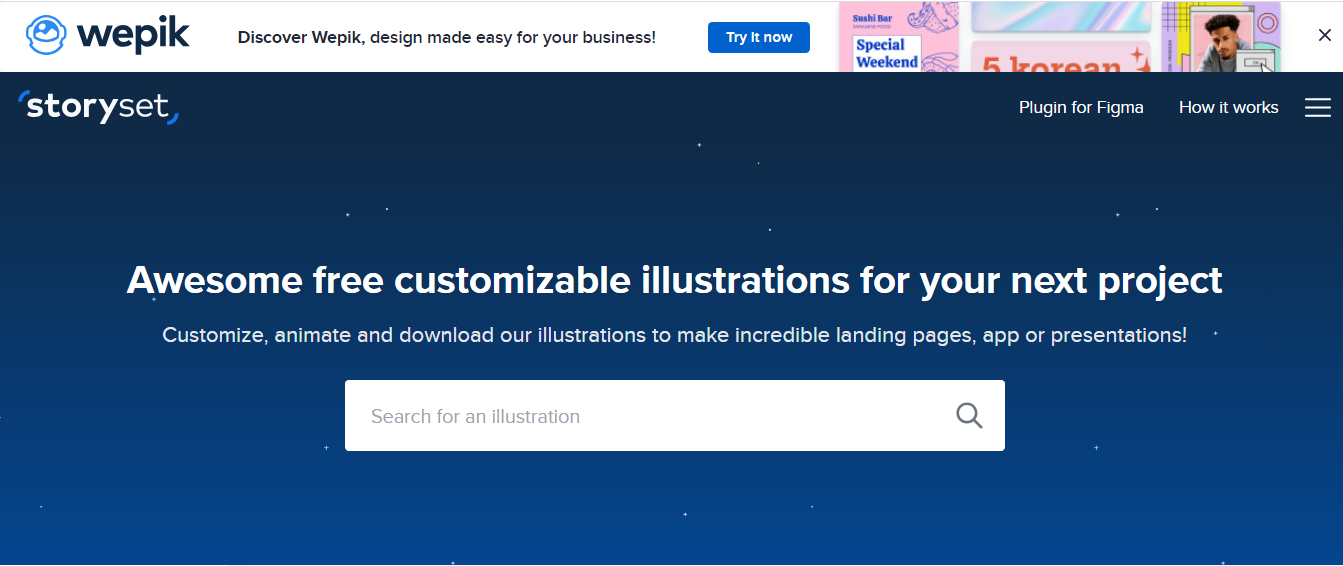 wepik
Discover Wepik, design made easy for your business!
Try it now
Sushi Bar
Special
Weekend
5 korean
storyset
Plugin for Figma
How it works
Awesome free customizable illustrations for your next project
Customize, animate and download our illustrations to make incredible landing pages, app or presentations!
Search for an illustration